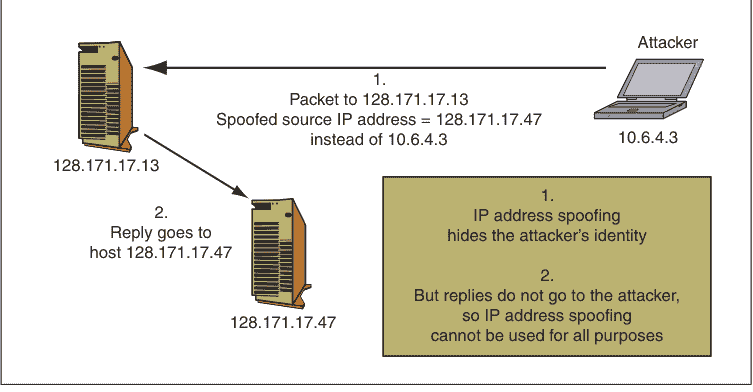 Attacker
1.
Packet to 128.171.17.13
Spoofed source IP address = 128.171.17.47
instead of 10.6.4.3
10.6.4.3
128.171.17.13
2.
Reply goes to
host 128.171.17.47
128.171.17.47
1.
IP address spoofing
hides the attacker’s identity
2.
But replies do not go to the attacker,
so IP address spoofing
cannot be used for all purposes